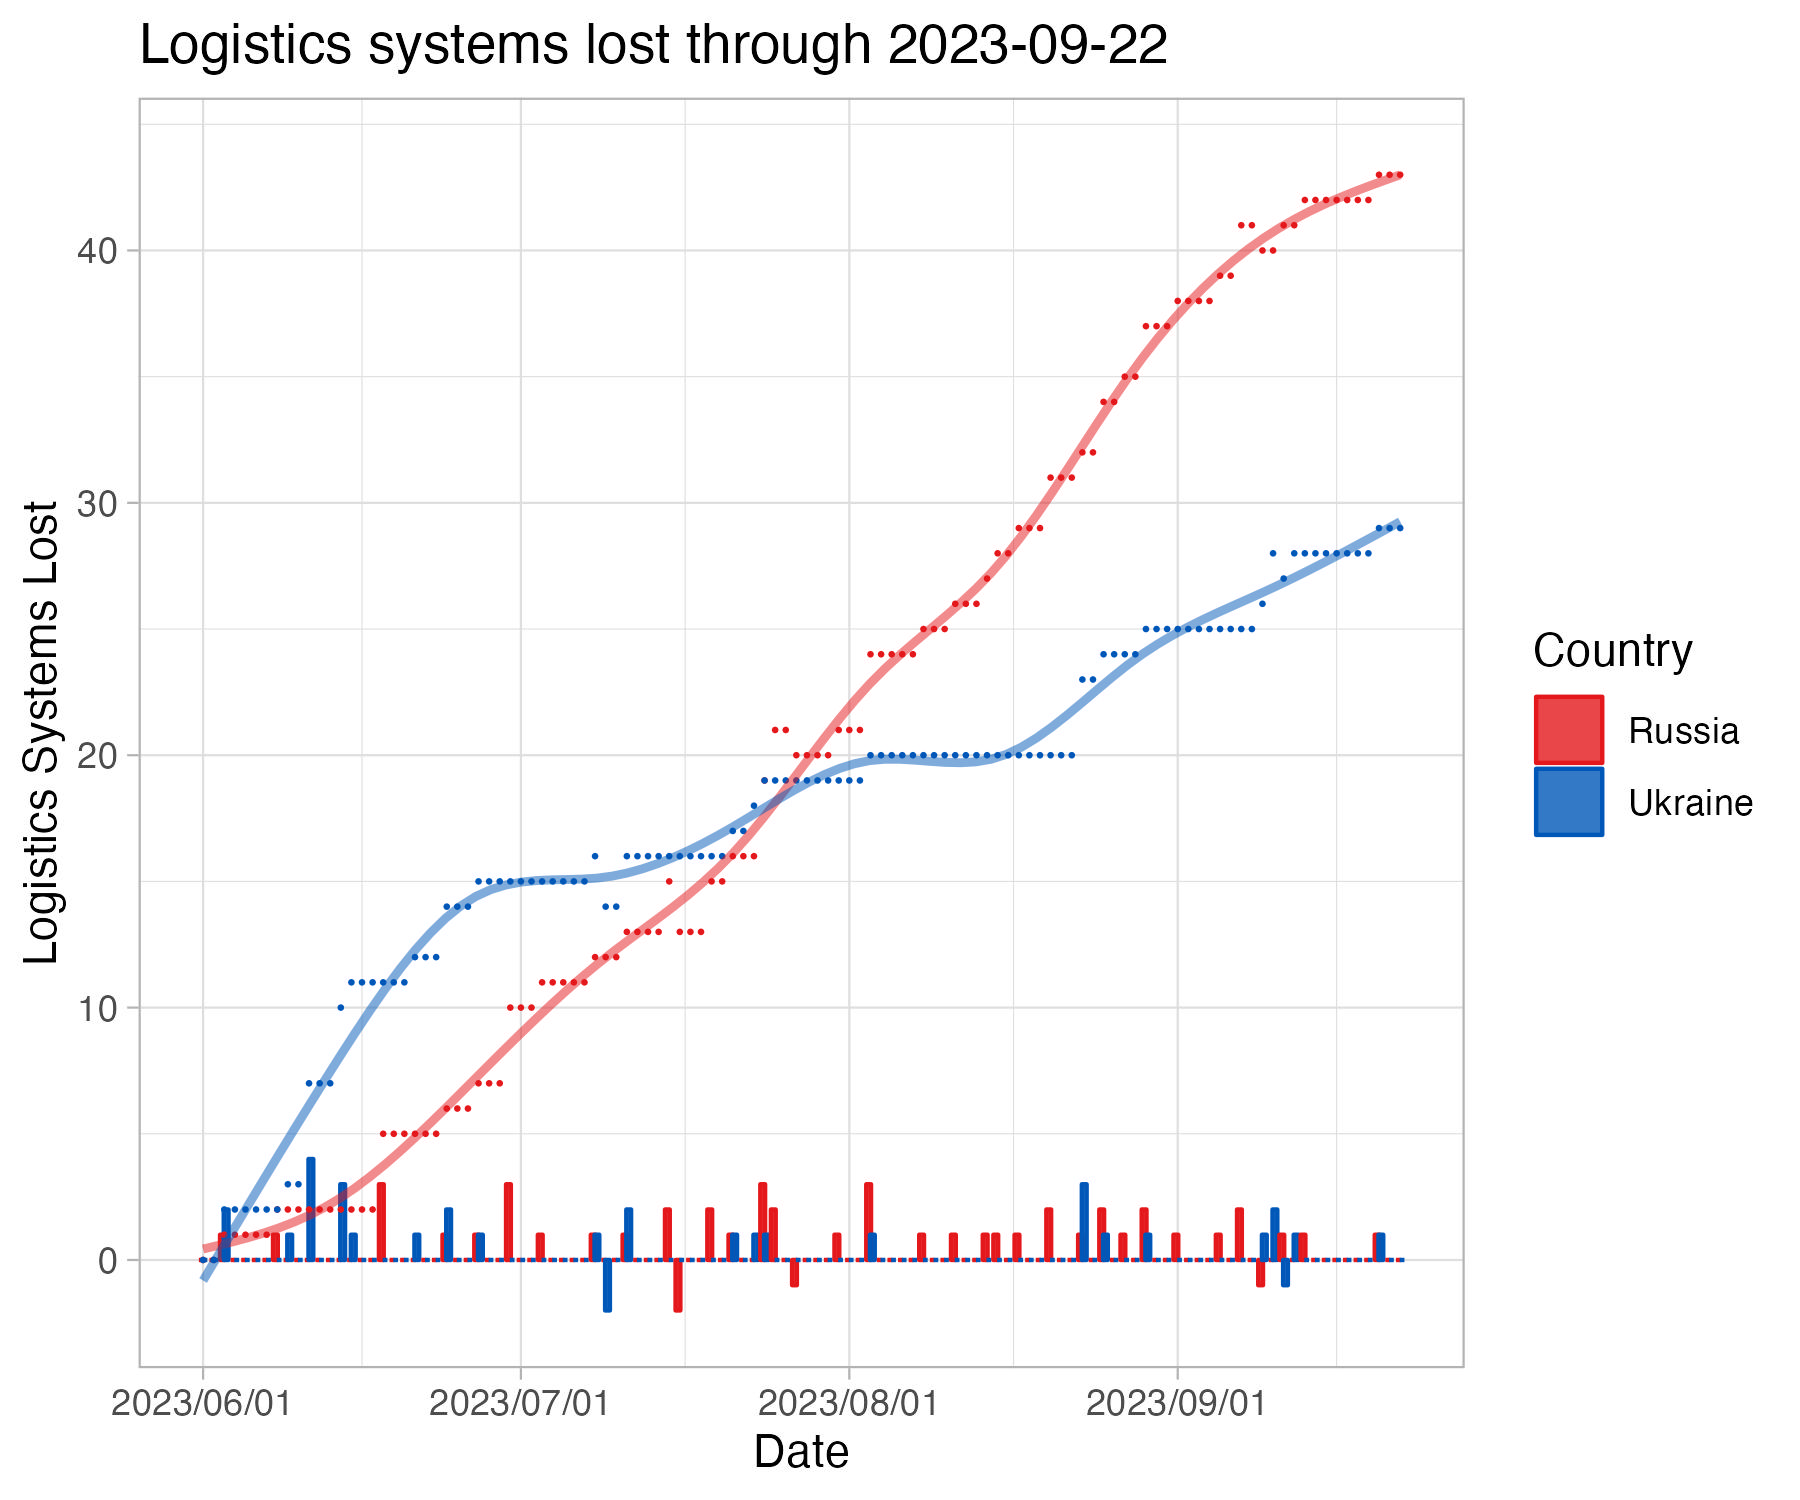 Logistics systems lost through 2023-09-22
Logistics Systems Lost
40
30
20
10
0
2023/06/01 2023/07/01 2023/08/01 2023/09/01
Date
Country
Russia
Ukraine